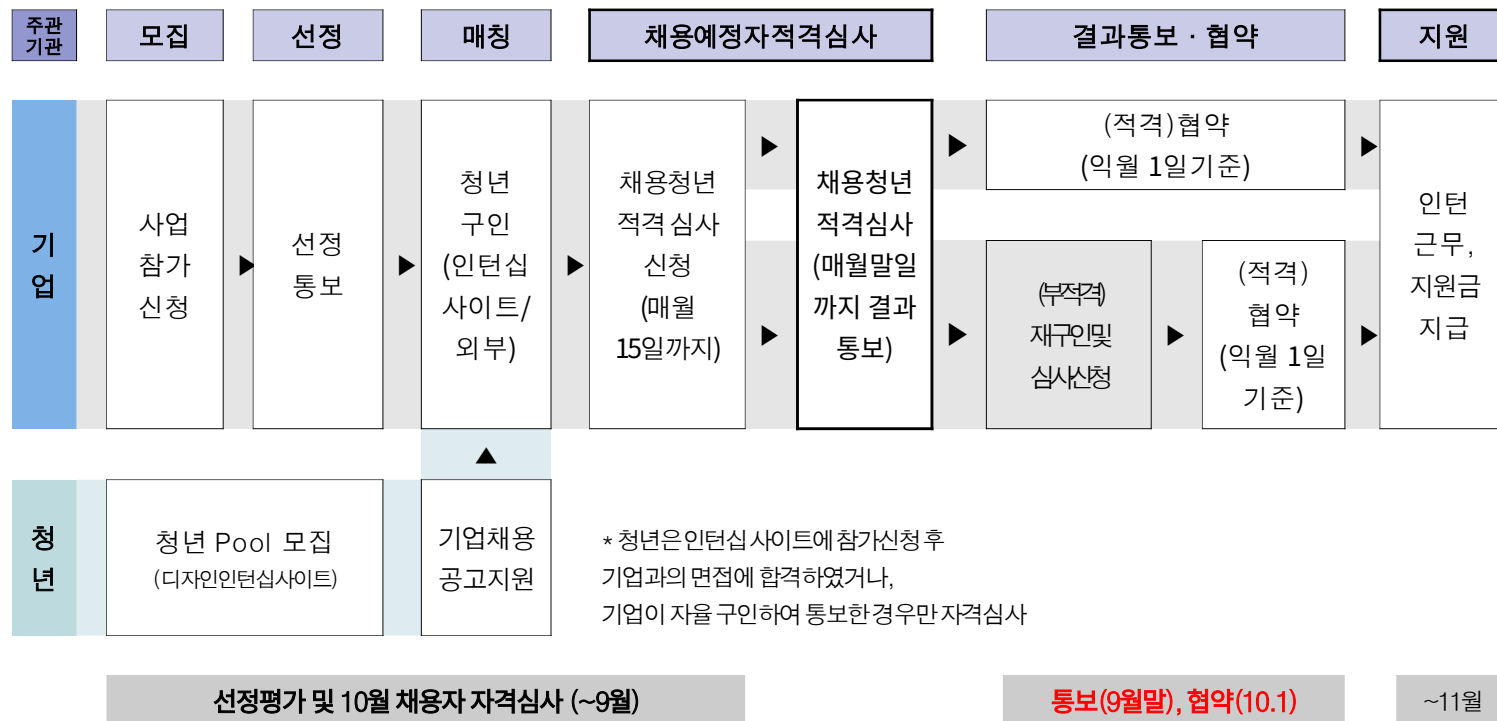 주관
기관
모집
선정
매칭
채용예정자적격심사
결과통보 · 협약
지원
기
업
사업
참가
신청
▶
선정
통보
▶
청년
구인
(인턴십
사이트/
외부)
▶
채용청년
적격 심사
신청
(매월
15일까지)
▶
▶
채용청년
적격심사
(매월말일
까지 결과
통보)
▶
(적격)협약
(익월 1일기준)
▶
▶
(부적격)
재구인및
심사신청
▶
(적격)
협약
(익월 1일
기준)
▶
인턴
근무,
지원금
지급
▲
청
년
청년 Pool 모집
(디자인인턴십사이트)
기업채용
공고지원
* 청년은 인턴십 사이트에 참가신청 후
기업과의 면접에 합격하였거나,
기업이 자율 구인하여 통보한 경우만 자격심사
선정평가 및 10월 채용자 자격심사 (~9월)
통보(9월말), 협약(10.1)
~11월